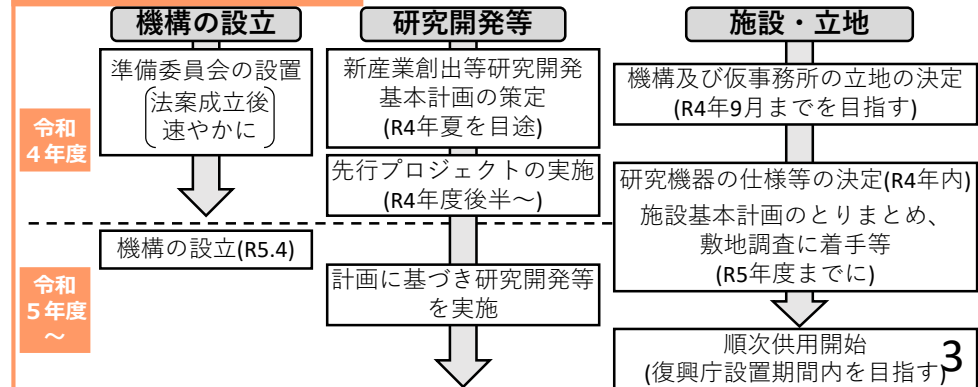 機構の設立
研究開発等
施設・立地
令和
4年度
準備委員会の設置
法案成立後
速やかに
新産業創出等研究開発
基本計画の策定
(R4年夏を目途)
機構及び仮事務所の立地の決定
(R4年9月までを目指す)
先行プロジェクトの実施
(R4年度後半～)
研究機器の仕様等の決定(R4年内)
施設基本計画のとりまとめ、
敷地調査に着手等
(R5年度までに)
令和
5年度
～
機構の設立(R5.4)
計画に基づき研究開発等
を実施
順次供用開始
(復興庁設置期間内を目指す)
3